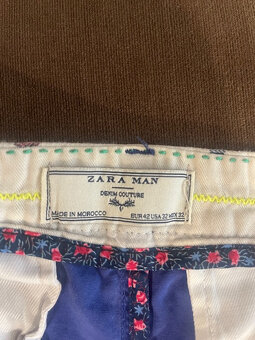 ZARA MAN
DENIM COUTURE
MADE IN MOROCCO
EUR 42 USA 32 MEX 32